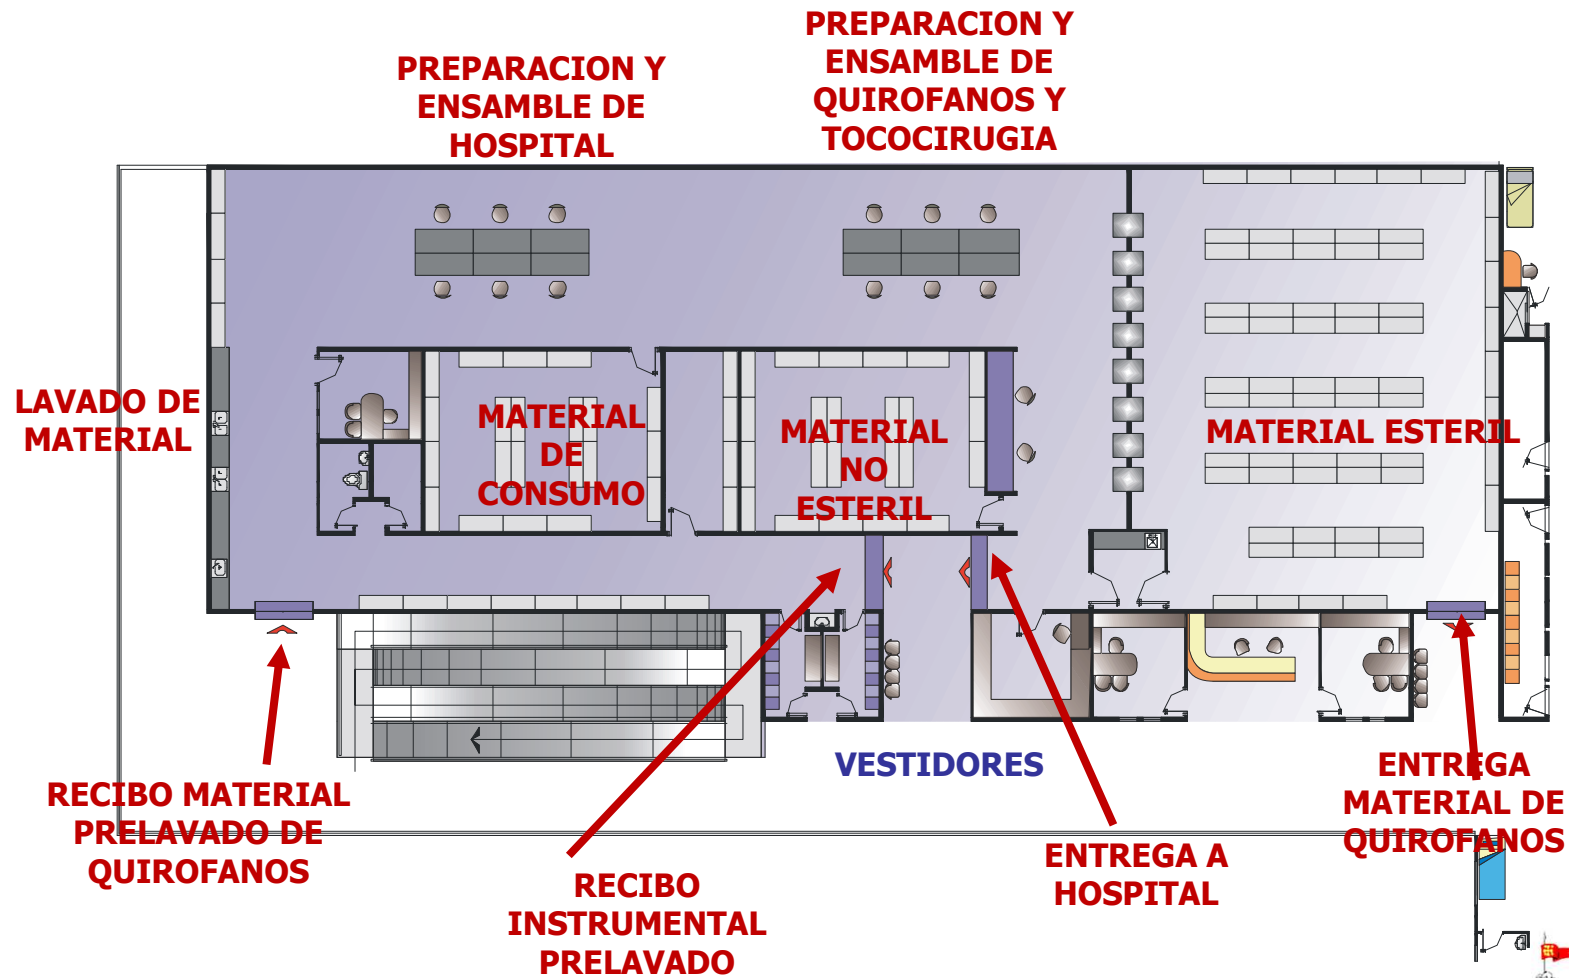 PREPARACION Y
ENSAMBLE DE
HOSPITAL
PREPARACION Y
ENSAMBLE DE
QUIROFANOS Y
TOCOCIRUGIA
LAVADO DE
MATERIAL
MATERIAL
DE
CONSUMO
MATERIAL
NO
ESTERIL
MATERIAL ESTERIL
VESTIDORES
RECIBO MATERIAL
PRELAVADO DE
QUIROFANOS
RECIBO
INSTRUMENTAL
PRELAVADO
ENTREGA A
HOSPITAL
ENTREGA
MATERIAL DE
QUIROFANOS